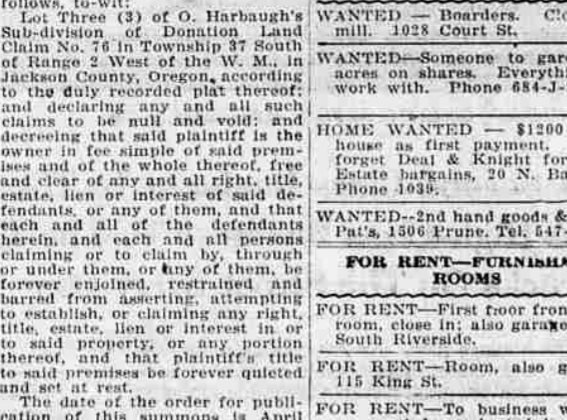 follows, to-wit:
Lot Three (3) of O. Harbaugh's
Sub-division of Donation Land
Claim No. 76 in Township 37 South
of Range 2 West of the W. M., in
Jackson County, Oregon, according
to the duly recorded plat thereof;
and declaring any and all such
claims to be null and void; and
decreeing that said plaintiff is the
owner in fee simple of said prem-
ises and of the whole thereof, free
and clear of any and all right, title,
estate, lien or interest of said de-
fendants, or any of them, and that
each and all of the defendants
herein, and each and all persons
claiming or to claim by, through
or under them, or any of them, be
forever enjoined, restrained and
barred from asserting, attempting
to establish, or claiming any right,
title, estate, lien or interest in or
to said property, or any portion
thereof, and that plaintiff's title
to said premises be forever quieted
and set at rest.
The date of the order for publi-
cation of this summons is April
WANTED — Boarders.
mill. 1028 Court St.
WANTED—Someone to gar
acres on shares. Everythi
work with. Phone 684-J-
HOME WANTED — $1200
house as first payment.
forget Deal & Knight for
Estate bargains, 20 N. Ba
Phone 1039.
WANTED--2nd hand goods &
Pat's, 1506 Prune. Tel. 547-
FOR RENT—FURNISH
ROOMS
FOR RENT—First floor fron
room, close in; also garage
South Riverside.
FOR RENT—Room, also g
115 King St.
FOR RENT—To business w